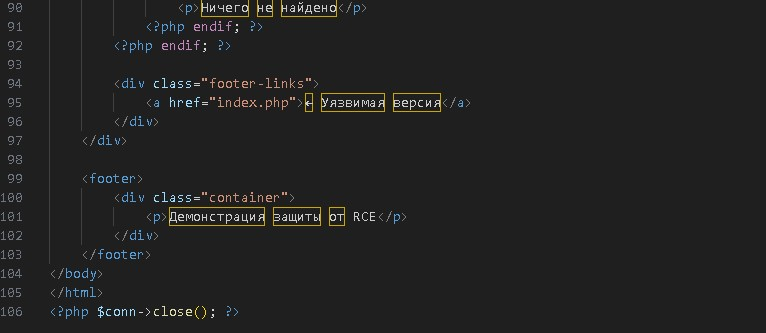 90 <p>Ничего не найдено</p>
91 <?php endif; ?>
92 <?php endif; ?>
93
94 <div class="footer-links">
95 <a href="index.php">← Уязвимая версия</a>
96 </div>
97 </div>
98
99 <footer>
100 <div class="container">
101 <p>Демонстрация защиты от RCE</p>
102 </div>
103 </footer>
104 </body>
105 </html>
106 <?php $conn->close(); ?>